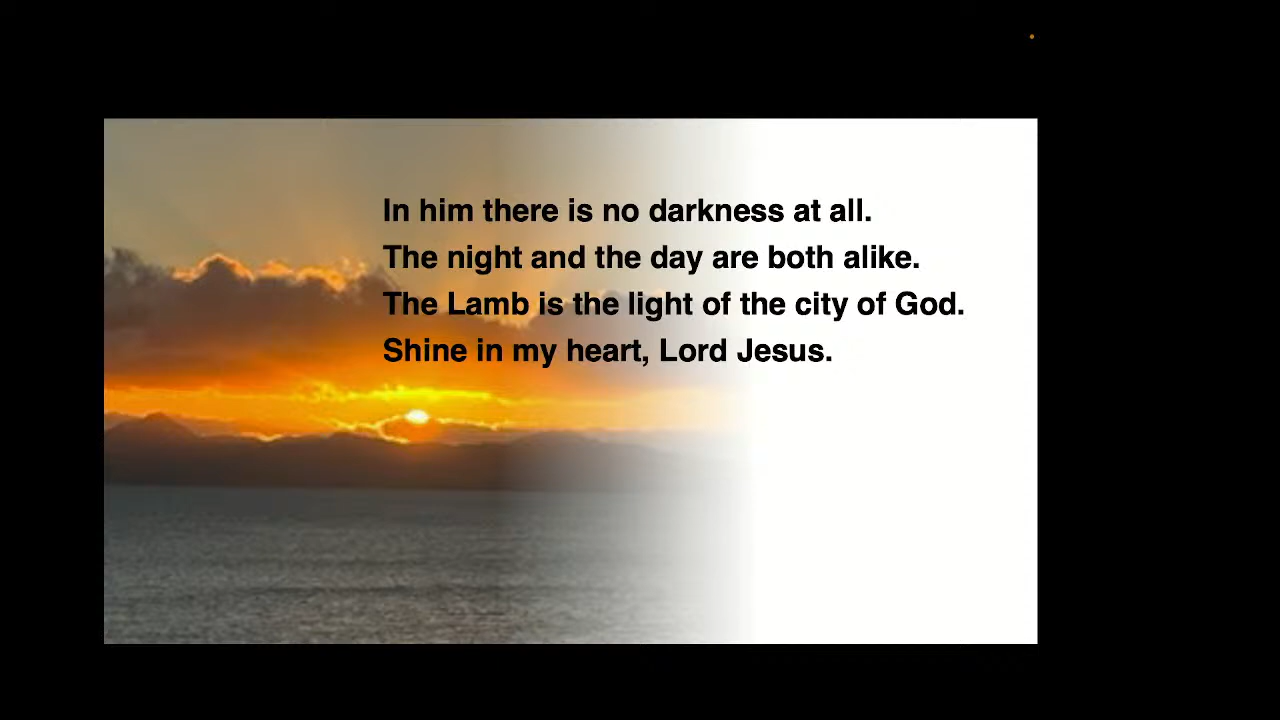 In him there is no darkness at all.
The night and the day are both alike.
The Lamb is the light of the city of God.
Shine in my heart, Lord Jesus.